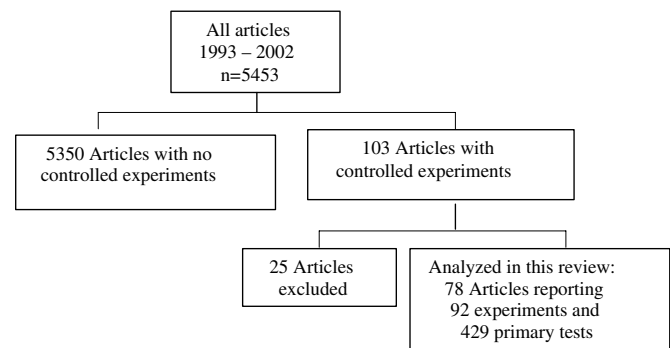 All articles
1993 – 2002
n=5453
5350 Articles with no
controlled experiments
103 Articles with
controlled experiments
25 Articles
excluded
Analyzed in this review:
78 Articles reporting
92 experiments and
429 primary tests